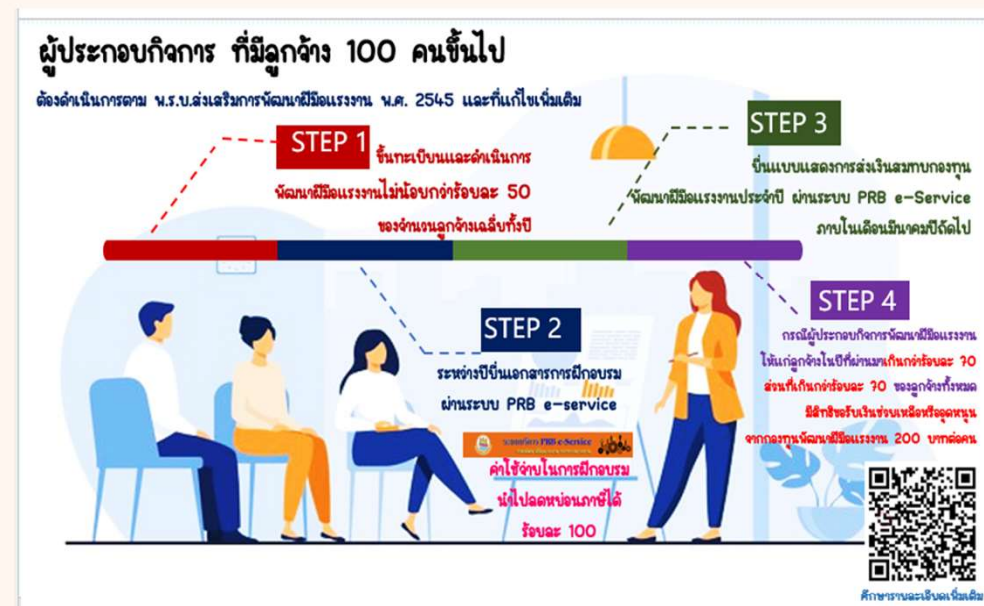 ผู้ประกอบกิจการ ที่มีลูกจ้าง 100 คนขึ้นไป
ต้องดำเนินการตาม พ.ร.บ.ส่งเสริมการพัฒนาฝีมือแรงงาน พ.ศ. 2545 และที่แก้ไขเพิ่มเติม
STEP 1
ขึ้นทะเบียนและดำเนินการ
พัฒนาฝีมือแรงงานไม่น้อยกว่าร้อยละ 50
ของจำนวนลูกจ้างเฉลี่ยทั้งปี
STEP 2
ระหว่างปียื่นเอกสารการฝึกอบรม
ผ่านระบบ PRB e-service
PRB e-Service
ค่าใช้จ่ายในการฝึกอบรม
นำไปลดหย่อนภาษีได้
ร้อยละ 100
STEP 3
ยื่นแบบแสดงการส่งเงินสมทบกองทุน
พัฒนาฝีมือแรงงานประจำปี ผ่านระบบ PRB e-Service
ภายในเดือนมีนาคมปีถัดไป
STEP 4
กรณีผู้ประกอบกิจการพัฒนาฝีมือแรงงาน
ให้แก่ลูกจ้างในปีที่ผ่านมาเกินกว่าร้อยละ 70
ส่วนที่เกินกว่าร้อยละ 70 ของลูกจ้างทั้งหมด
มีสิทธิขอรับเงินช่วยเหลือหรืออุดหนุน
จากกองทุนพัฒนาฝีมือแรงงาน 200 บาทต่อคน
ศึกษารายละเอียดเพิ่มเติม